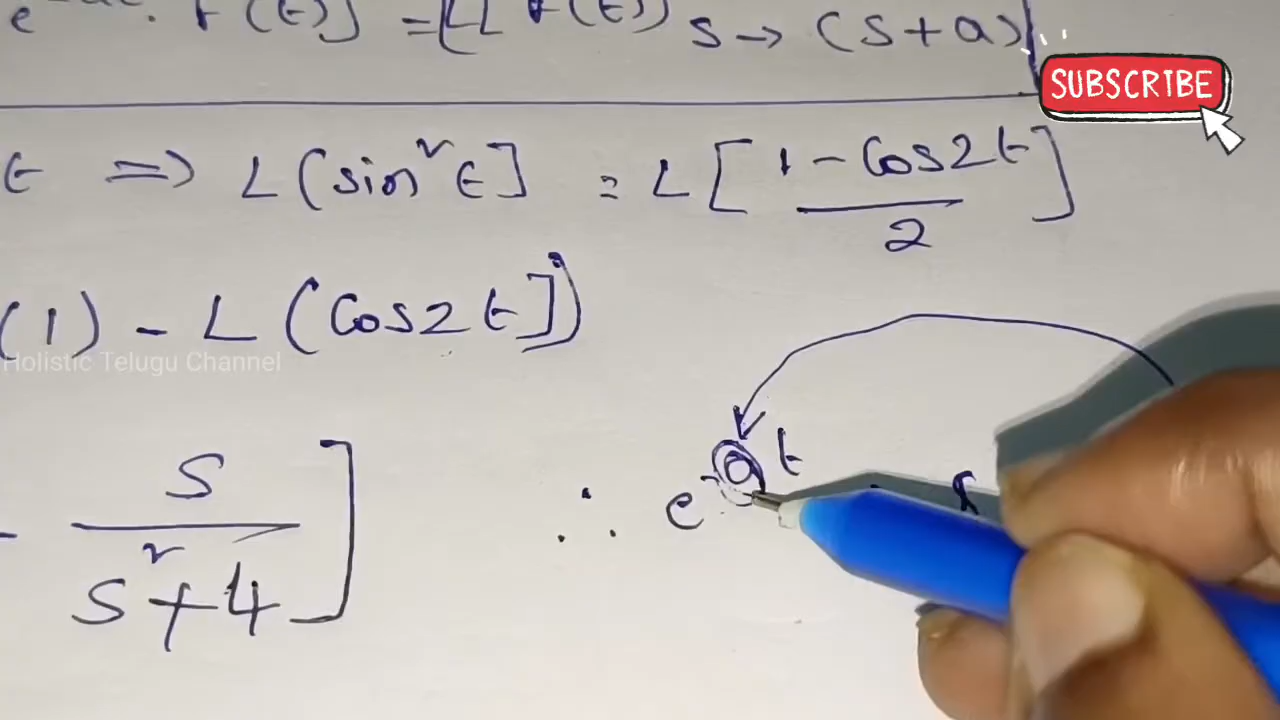 e · F(t)] = [L[F(t)] s → (s+a)
SUBSCRIBE
t ⇒ L(sin²t] = L[1 - Cos2t / 2]
(1) - L(Cos2t])
Holistic Telugu Channel
- s / s²+4]
∴ e^-at